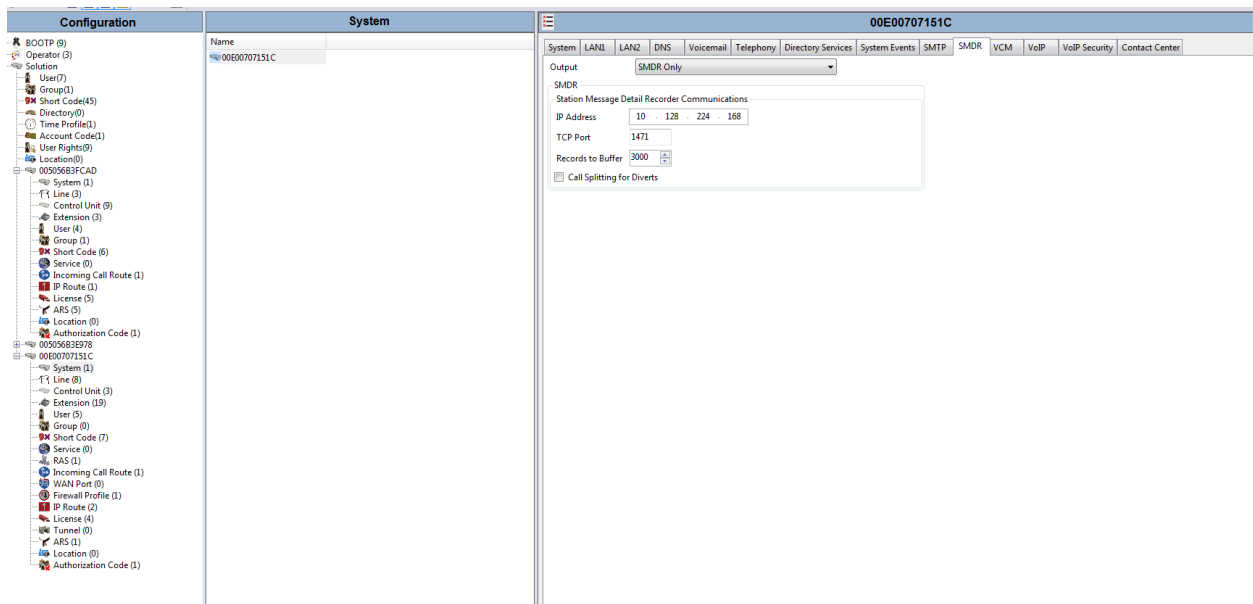 Configuration
BOOTP (9)
Operator (3)
Solution
User(7)
Group(1)
Short Code(45)
Directory(0)
Time Profile(1)
Account Code(1)
User Rights(9)
Location(0)
005056B3FCAD
System (1)
Line (3)
Control Unit (9)
Extension (3)
User (4)
Group (1)
Short Code (6)
Service (0)
Incoming Call Route (1)
IP Route (1)
License (5)
ARS (5)
Location (0)
Authorization Code (1)
005056B3E978
00E00707151C
System (1)
Line (8)
Control Unit (3)
Extension (19)
User (5)
Group (0)
Short Code (7)
Service (0)
RAS (1)
Incoming Call Route (1)
WAN Port (0)
Firewall Profile (1)
IP Route (2)
License (4)
Tunnel (0)
ARS (1)
Location (0)
Authorization Code (1)
System
Name
00E00707151C
00E00707151C
System LAN1 LAN2 DNS Voicemail Telephony Directory Services System Events SMTP SMDR VCM VoIP VoIP Security Contact Center
Output SMDR Only
SMDR
Station Message Detail Recorder Communications
IP Address 10 . 128 . 224 . 168
TCP Port 1471
Records to Buffer 3000
Call Splitting for Diverts